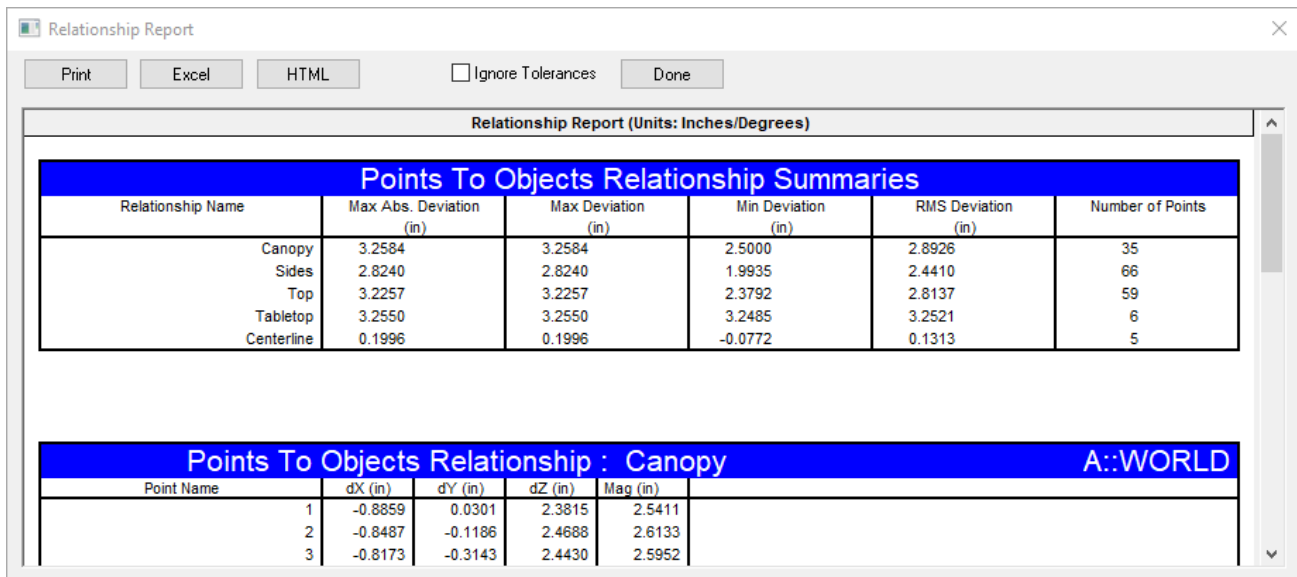 Relationship Report
Print Excel HTML Ignore Tolerances Done
Relationship Report (Units: Inches/Degrees)
Points To Objects Relationship Summaries
Relationship Name Max Abs. Deviation Max Deviation Min Deviation RMS Deviation Number of Points
(in) (in) (in) (in)
Canopy 3.2584 3.2584 2.5000 2.8926 35
Sides 2.8240 2.8240 1.9935 2.4410 66
Top 3.2257 3.2257 2.3792 2.8137 59
Tabletop 3.2550 3.2550 3.2485 3.2521 6
Centerline 0.1996 0.1996 -0.0772 0.1313 5
Points To Objects Relationship : Canopy A::WORLD
Point Name dX (in) dY (in) dZ (in) Mag (in)
1 -0.8859 0.0301 2.3815 2.5411
2 -0.8487 -0.1186 2.4688 2.6133
3 -0.8173 -0.3143 2.4430 2.5952